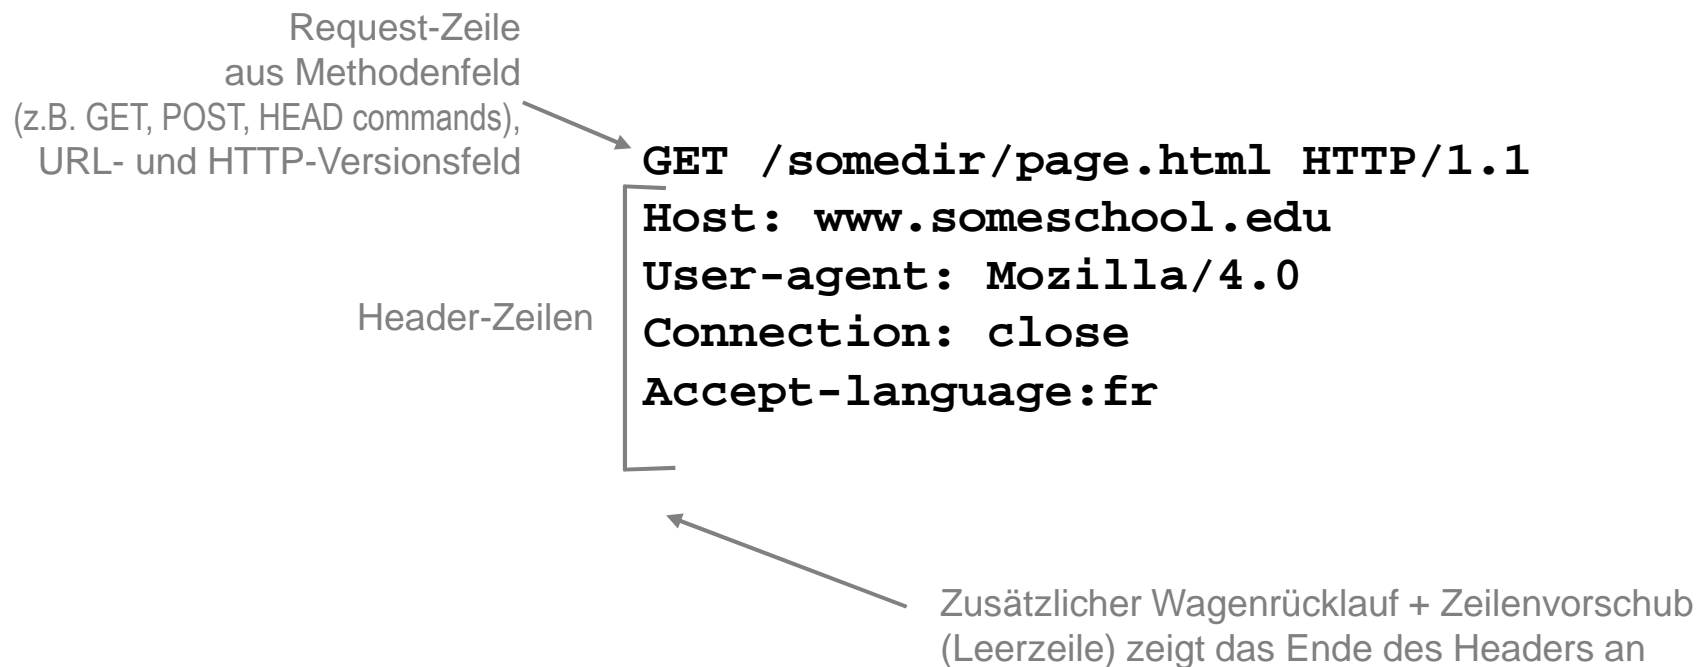 Request-Zeile
aus Methodenfeld
(z.B. GET, POST, HEAD commands),
URL- und HTTP-Versionsfeld
GET /somedir/page.html HTTP/1.1
Host: www.someschool.edu
User-agent: Mozilla/4.0
Connection: close
Accept-language:fr
Header-Zeilen
Zusätzlicher Wagenrücklauf + Zeilenvorschub
(Leerzeile) zeigt das Ende des Headers an